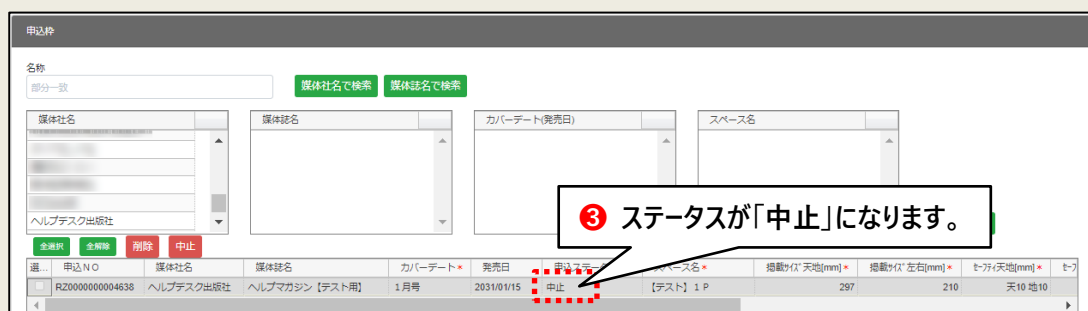 申込枠
名称
部分一致
媒体社名で検索 媒体誌名で検索
媒体社名 媒体誌名 カバーデート(発売日) スペース名
ヘルプデスク出版社
❸ ステータスが「中止」になります。
全選択 全解除 削除 中止
選... 申込NO 媒体社名 媒体誌名 カバーデート* 発売日 申込ステータ スペース名* 掲載サイズ 天地[mm]* 掲載サイズ 左右[mm]* セーフティ天地[mm]* セーフ
RZ0000000004638 ヘルプデスク出版社 ヘルプマガジン【テスト用】 1月号 2031/01/15 中止 【テスト】1P 297 210 天10 地10